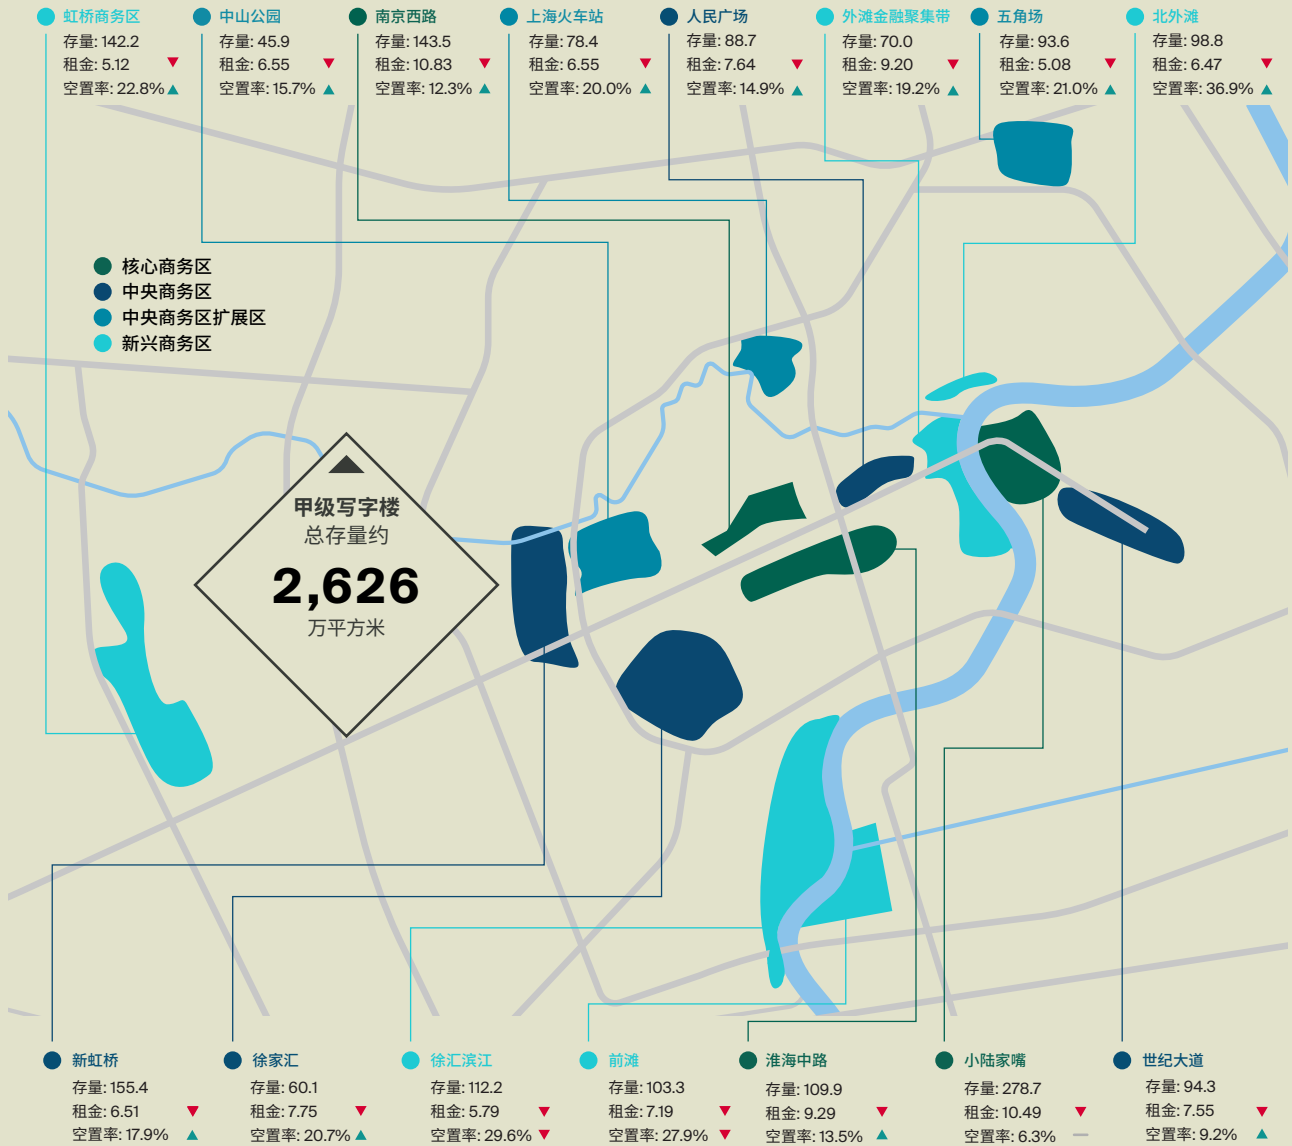 虹桥商务区
存量: 142.2
租金: 5.12
空置率: 22.8%
中山公园
存量: 45.9
租金: 6.55
空置率: 15.7%
南京西路
存量: 143.5
租金: 10.83
空置率: 12.3%
上海火车站
存量: 78.4
租金: 6.55
空置率: 20.0%
人民广场
存量: 88.7
租金: 7.64
空置率: 14.9%
外滩金融聚集带
存量: 70.0
租金: 9.20
空置率: 19.2%
五角场
存量: 93.6
租金: 5.08
空置率: 21.0%
北外滩
存量: 98.8
租金: 6.47
空置率: 36.9%
核心商务区
中央商务区
中央商务区扩展区
新兴商务区
甲级写字楼
总存量约
2,626
万平方米
新虹桥
存量: 155.4
租金: 6.51
空置率: 17.9%
徐家汇
存量: 60.1
租金: 7.75
空置率: 20.7%
徐汇滨江
存量: 112.2
租金: 5.79
空置率: 29.6%
前滩
存量: 103.3
租金: 7.19
空置率: 27.9%
淮海中路
存量: 109.9
租金: 9.29
空置率: 13.5%
小陆家嘴
存量: 278.7
租金: 10.49
空置率: 6.3%
世纪大道
存量: 94.3
租金: 7.55
空置率: 9.2%